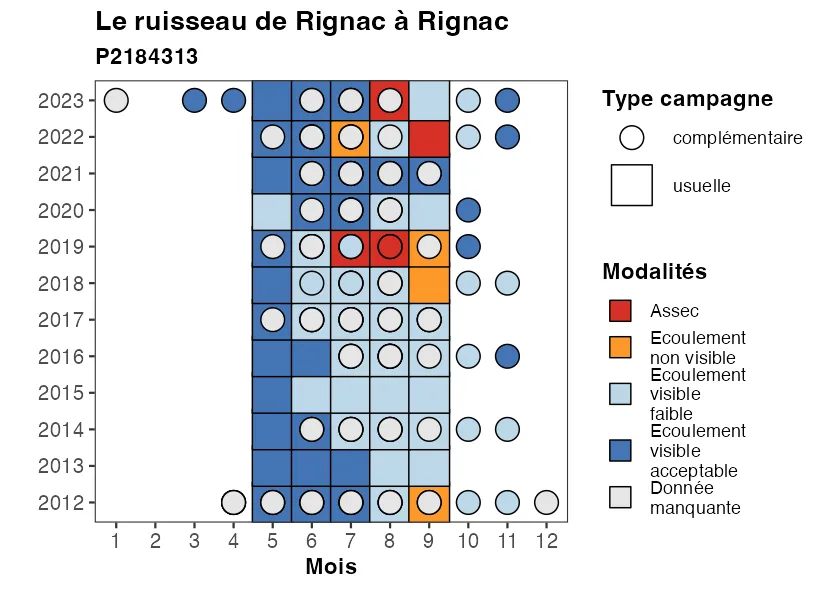 Le ruisseau de Rignac à Rignac
P2184313
2023
2022
2021
2020
2019
2018
2017
2016
2015
2014
2013
2012
1 2 3 4 5 6 7 8 9 10 11 12
Mois
Type campagne
complémentaire
usuelle
Modalités
Assec
Ecoulement
non visible
Ecoulement
visible
faible
Ecoulement
visible
acceptable
Donnée
manquante